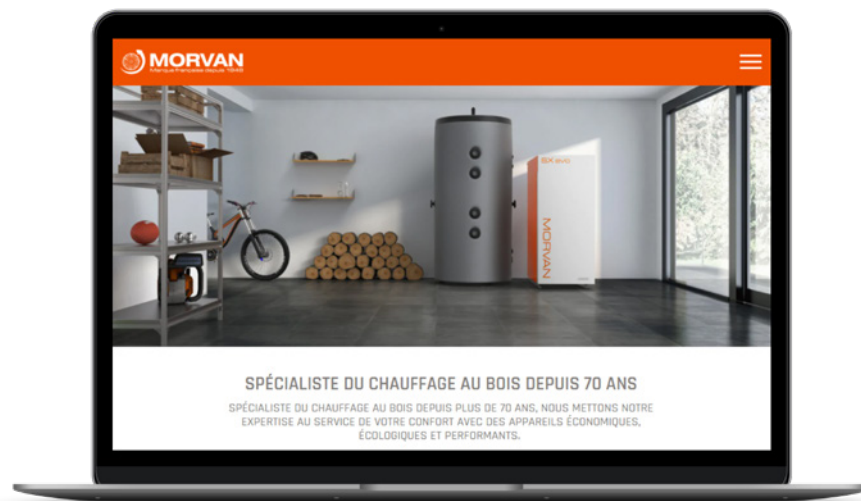 MORVAN
Marque française depuis 1946
SX evo
MORVAN
SPÉCIALISTE DU CHAUFFAGE AU BOIS DEPUIS 70 ANS
SPÉCIALISTE DU CHAUFFAGE AU BOIS DEPUIS PLUS DE 70 ANS, NOUS METTONS NOTRE
EXPERTISE AU SERVICE DE VOTRE CONFORT AVEC DES APPAREILS ÉCONOMIQUES,
ÉCOLOGIQUES ET PERFORMANTS.